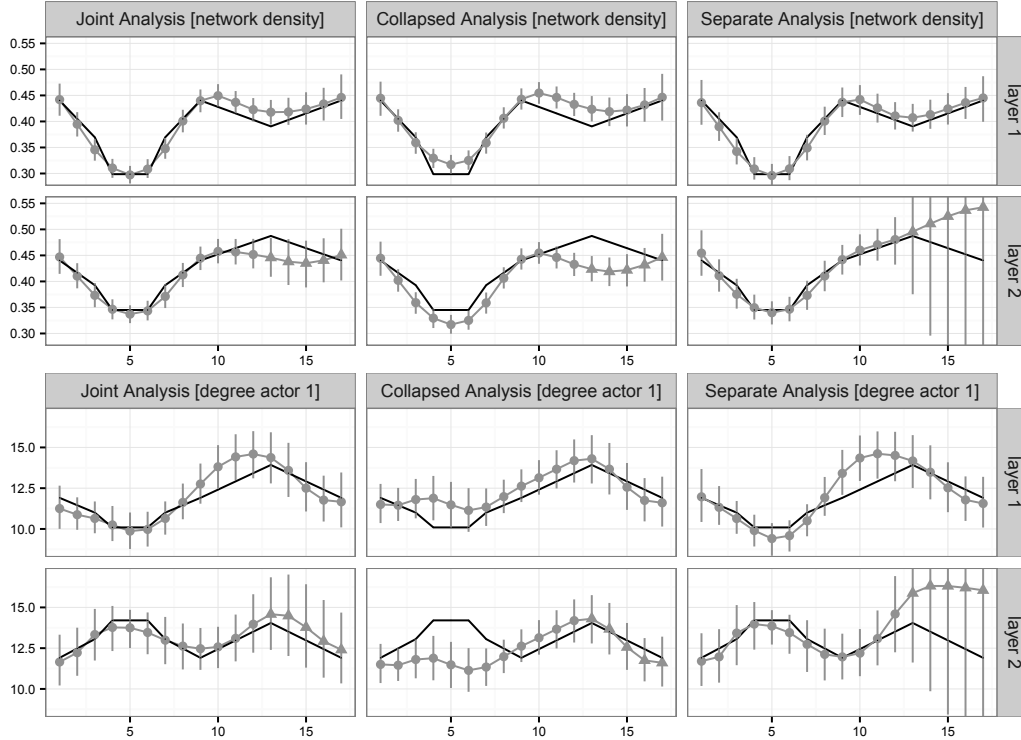 Joint Analysis [network density] Collapsed Analysis [network density] Separate Analysis [network density]
0.55
0.50
0.45
0.40
0.35
0.30
layer 1
0.55
0.50
0.45
0.40
0.35
0.30
layer 2
5 10 15 5 10 15 5 10 15
Joint Analysis [degree actor 1] Collapsed Analysis [degree actor 1] Separate Analysis [degree actor 1]
15.0
12.5
10.0
layer 1
15.0
12.5
10.0
layer 2
5 10 15 5 10 15 5 10 15